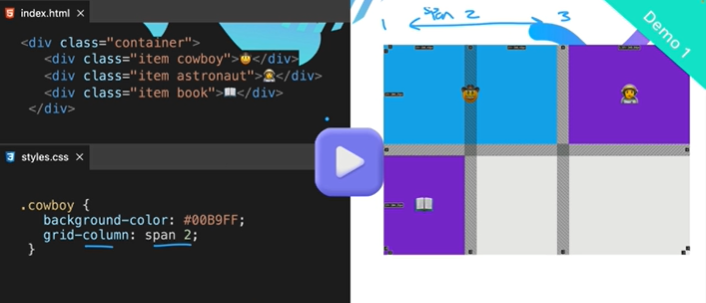 index.html ×
<div class="container">
<div class="item cowboy">🤠</div>
<div class="item astronaut">👩‍🚀</div>
<div class="item book">📖</div>
</div>
styles.css ×
.cowboy {
background-color: #00B9FF;
grid-column: span 2;
}
1 span 2 3
Demo 1